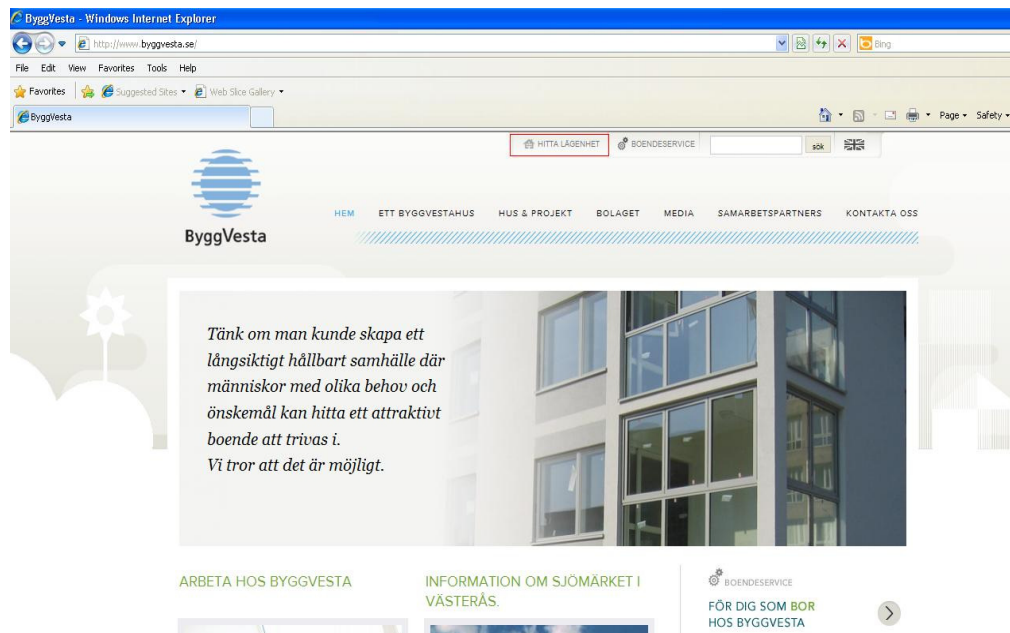 ByggVesta - Windows Internet Explorer
http://www.byggvesta.se/
Bing
File Edit View Favorites Tools Help
Favorites Suggested Sites Web Slice Gallery
ByggVesta
Page Safety
HITTA LÄGENHET BOENDESERVICE sök
HEM ETT BYGGVESTAHUS HUS & PROJEKT BOLAGET MEDIA SAMARBETSPARTNERS KONTAKTA OSS
ByggVesta
Tänk om man kunde skapa ett
långsiktigt hållbart samhälle där
människor med olika behov och
önskemål kan hitta ett attraktivt
boende att trivas i.
Vi tror att det är möjligt.
ARBETA HOS BYGGVESTA
INFORMATION OM SJÖMÄRKET I
VÄSTERÅS.
BOENDESERVICE
FÖR DIG SOM BOR
HOS BYGGVESTA